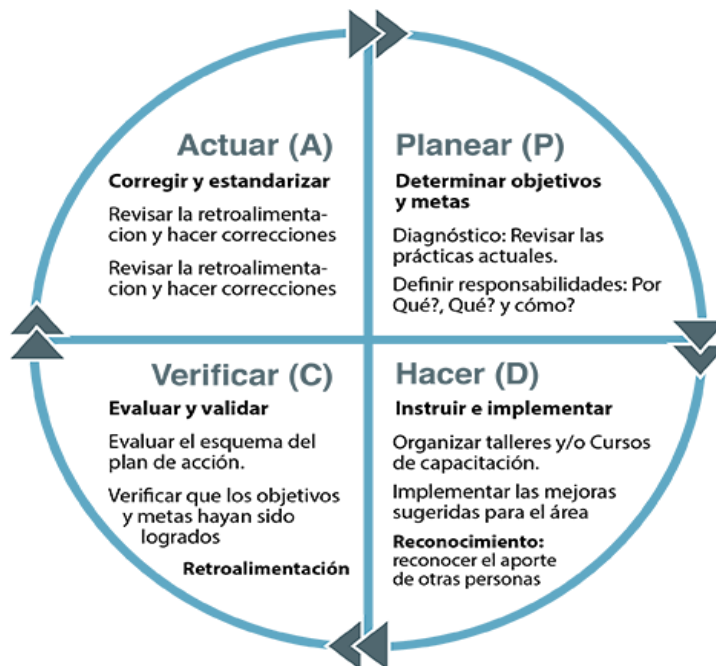 Actuar (A)
Corregir y estandarizar
Revisar la retroalimenta-
cion y hacer correcciones
Revisar la retroalimenta-
cion y hacer correcciones
Planear (P)
Determinar objetivos
y metas
Diagnóstico: Revisar las
prácticas actuales.
Definir responsabilidades: Por
Qué?, Qué? y cómo?
Verificar (C)
Evaluar y validar
Evaluar el esquema del
plan de acción.
Verificar que los objetivos
y metas hayan sido
logrados
Retroalimentación
Hacer (D)
Instruir e implementar
Organizar talleres y/o Cursos
de capacitación.
Implementar las mejoras
sugeridas para el área
Reconocimiento:
reconocer el aporte
de otras personas